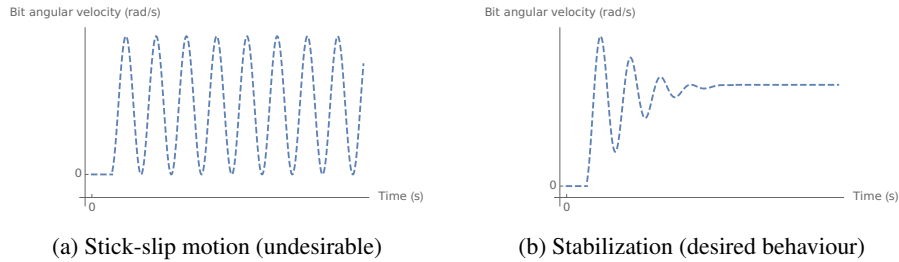 Bit angular velocity (rad/s)
0
0
Time (s)
(a) Stick-slip motion (undesirable)
Bit angular velocity (rad/s)
0
0
Time (s)
(b) Stabilization (desired behaviour)